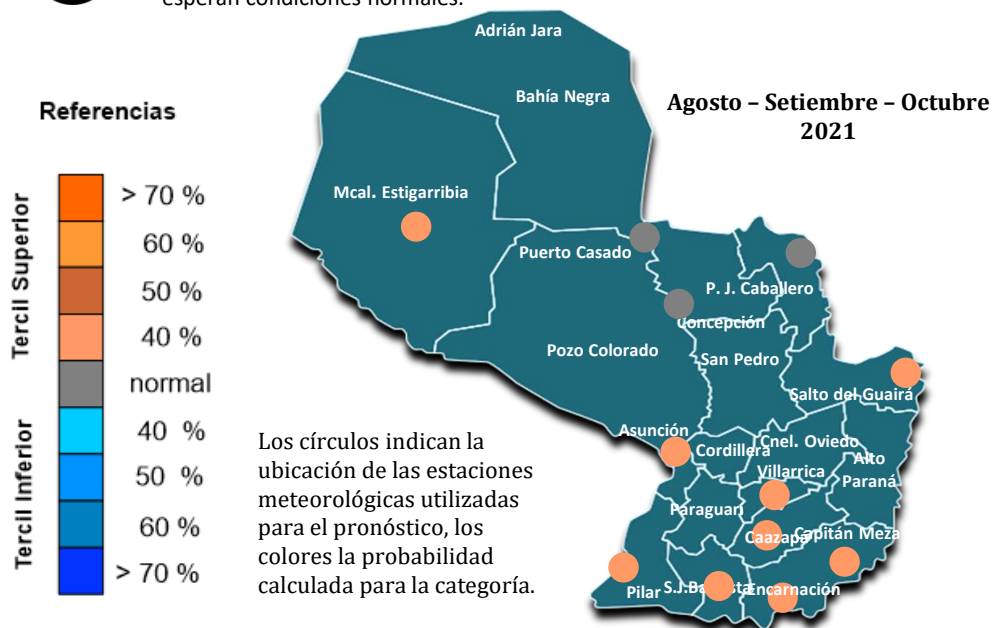 esperan condiciones normales.
Adrián Jara
Bahía Negra
Agosto – Setiembre – Octubre
2021
Referencias
Tercil Superior
> 70 %
60 %
50 %
40 %
normal
Tercil Inferior
40 %
50 %
60 %
> 70 %
Mcal. Estigarribia
Puerto Casado
P. J. Caballero
Concepción
Pozo Colorado
San Pedro
Salto del Guairá
Asunción
Cordillera
Cnel. Oviedo
Villarrica
Alto
Paraná
Paraguarí
Caazapá
Capitán Meza
Pilar
Encarnación
Los círculos indican la
ubicación de las estaciones
meteorológicas utilizadas
para el pronóstico, los
colores la probabilidad
calculada para la categoría.